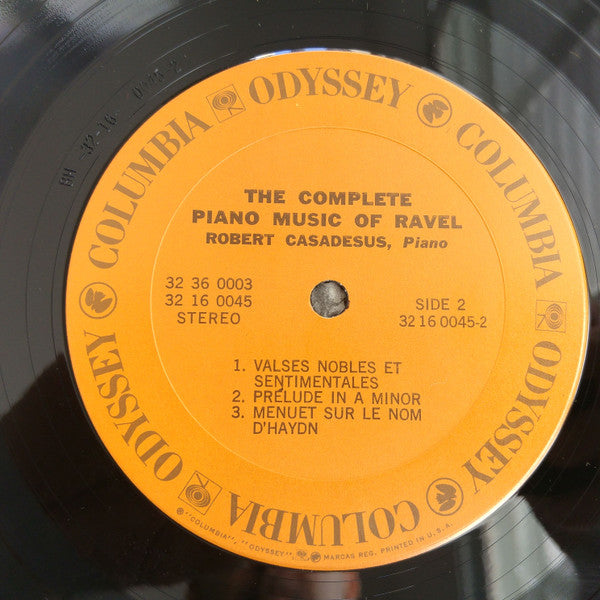 COLUMBIA ODYSSEY COLUMBIA ODYSSEY COLUMBIA ODYSSEY
THE COMPLETE
PIANO MUSIC OF RAVEL
ROBERT CASADESUS, Piano
32 36 0003
32 16 0045
STEREO
SIDE 2
32 16 0045-2
1. VALSES NOBLES ET
SENTIMENTALES
2. PRÉLUDE IN A MINOR
3. MENUET SUR LE NOM
D'HAYDN
"COLUMBIA", "ODYSSEY", MARCAS REG. PRINTED IN U.S.A.